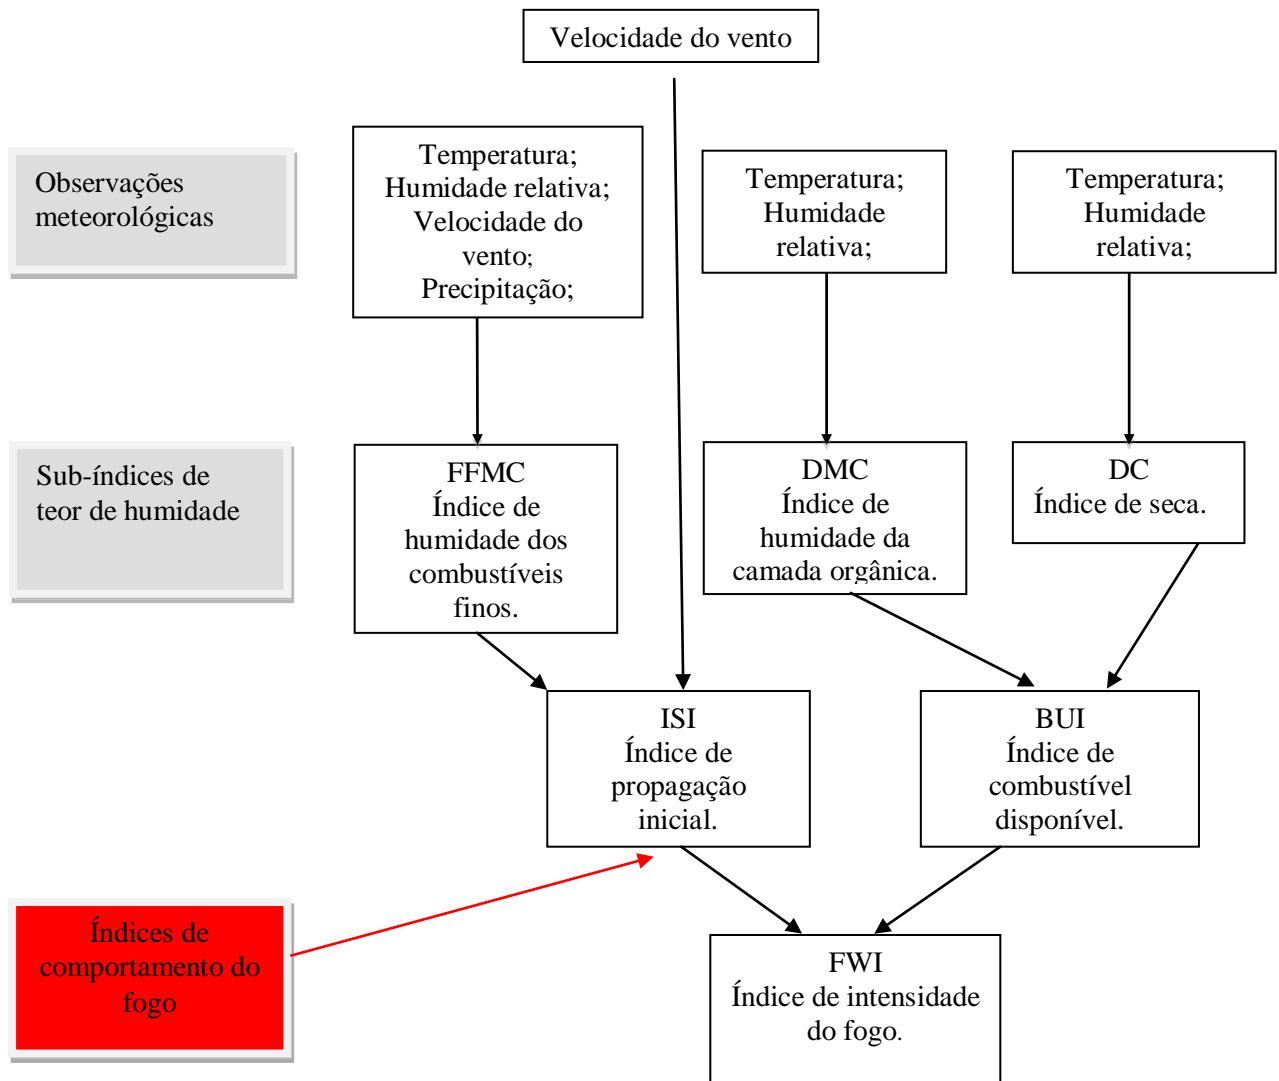 Velocidade do vento
Observações
meteorológicas
Temperatura;
Humidade relativa;
Velocidade do
vento;
Precipitação;
Temperatura;
Humidade
relativa;
Temperatura;
Humidade
relativa;
Sub-índices de
teor de humidade
FFMC
Índice de
humidade dos
combustíveis
finos.
DMC
Índice de
humidade da
camada orgânica.
DC
Índice de seca.
ISI
Índice de
propagação
inicial.
BUI
Índice de
combustível
disponível.
Índices de
comportamento do
fogo
FWI
Índice de intensidade
do fogo.